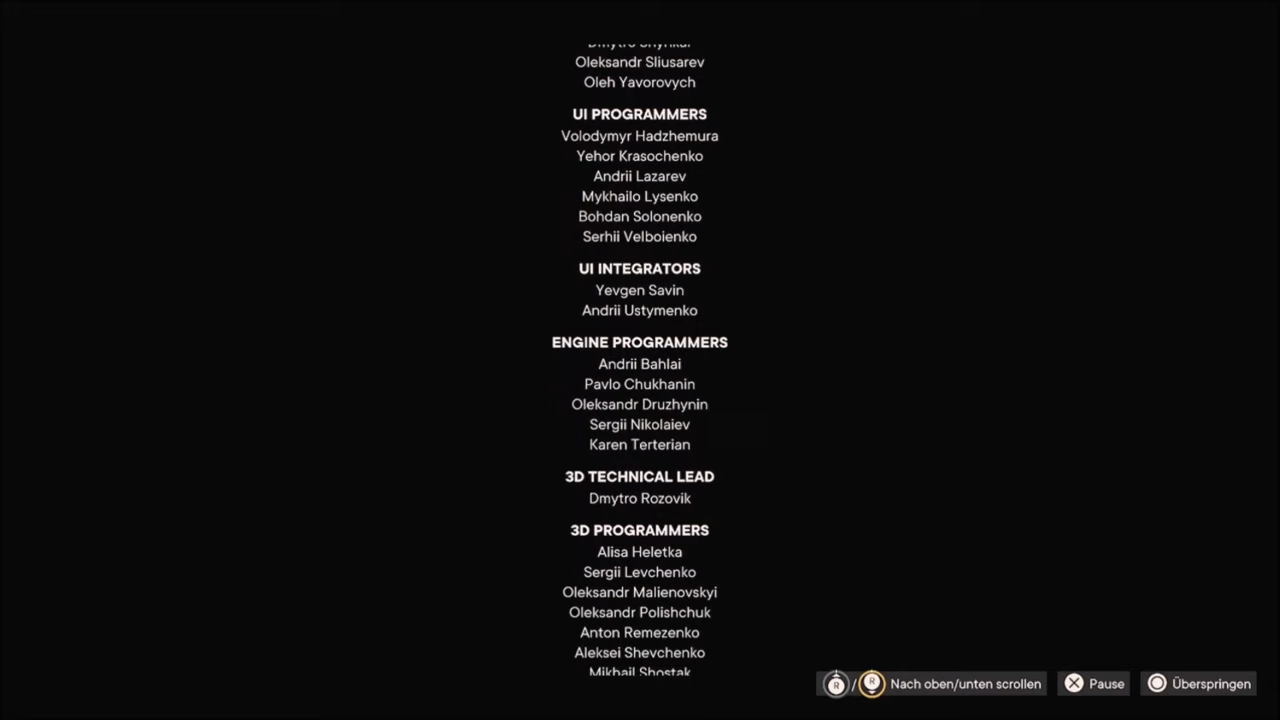 Oleksandr Sliusarev
Oleh Yavorovych
UI PROGRAMMERS
Volodymyr Hadzhemura
Yehor Krasochenko
Andrii Lazarev
Mykhailo Lysenko
Bohdan Solonenko
Serhii Velboienko
UI INTEGRATORS
Yevgen Savin
Andrii Ustymenko
ENGINE PROGRAMMERS
Andrii Bahlai
Pavlo Chukhanin
Oleksandr Druzhynin
Sergii Nikolaiev
Karen Terterian
3D TECHNICAL LEAD
Dmytro Rozovik
3D PROGRAMMERS
Alisa Heletka
Sergii Levchenko
Oleksandr Malienovskyi
Oleksandr Polishchuk
Anton Remezenko
Aleksei Shevchenko
Mikhail Shostak
R / R Nach oben/unten scrollen Pause Überspringen